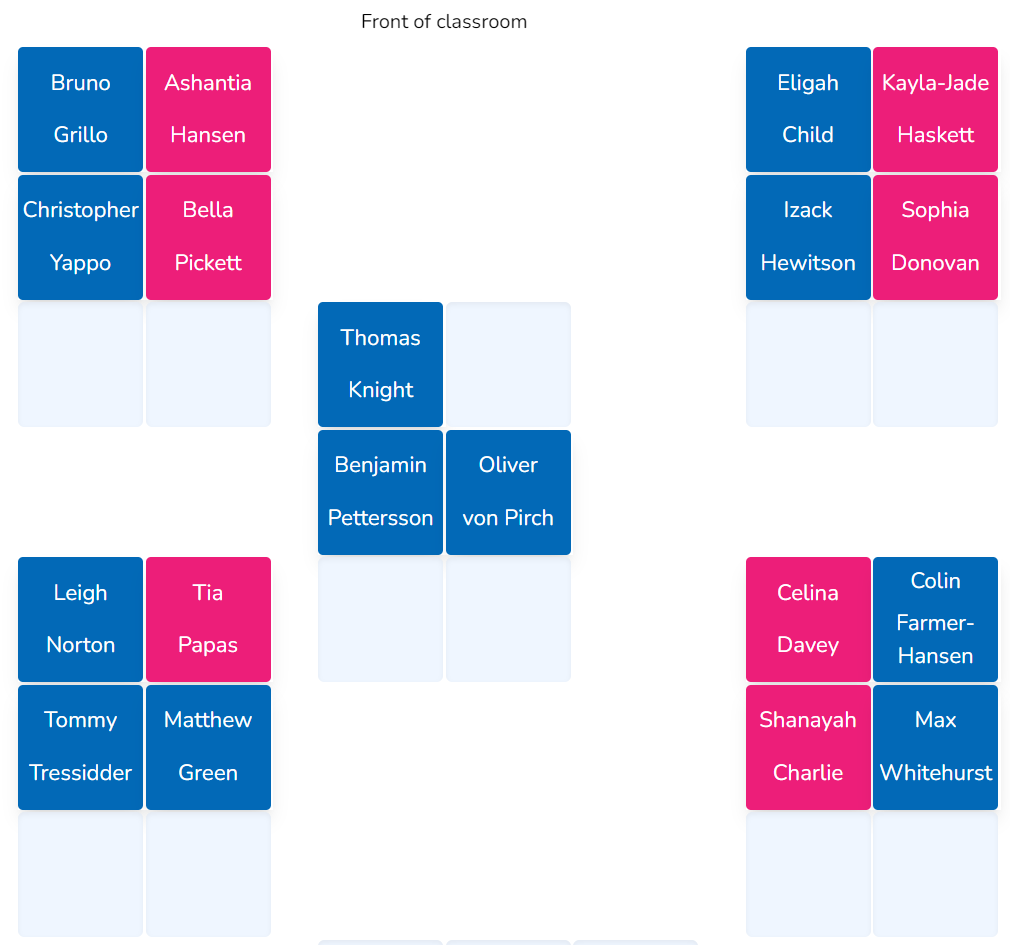 Front of classroom
Bruno
Grillo
Ashantia
Hansen
Christopher
Yappo
Bella
Pickett
Eligah
Child
Kayla-Jade
Haskett
Izack
Hewitson
Sophia
Donovan
Thomas
Knight
Benjamin
Pettersson
Oliver
von Pirch
Leigh
Norton
Tia
Papas
Tommy
Tressidder
Matthew
Green
Celina
Davey
Colin
Farmer-
Hansen
Shanayah
Charlie
Max
Whitehurst